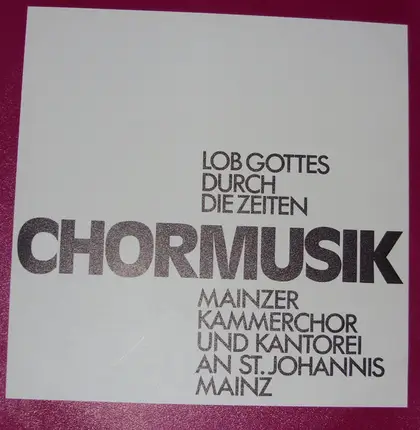 LOB GOTTES
DURCH
DIE ZEITEN
CHORMUSIK
MAINZER
KAMMERCHOR
UND KANTOREI
AN ST. JOHANNIS
MAINZ